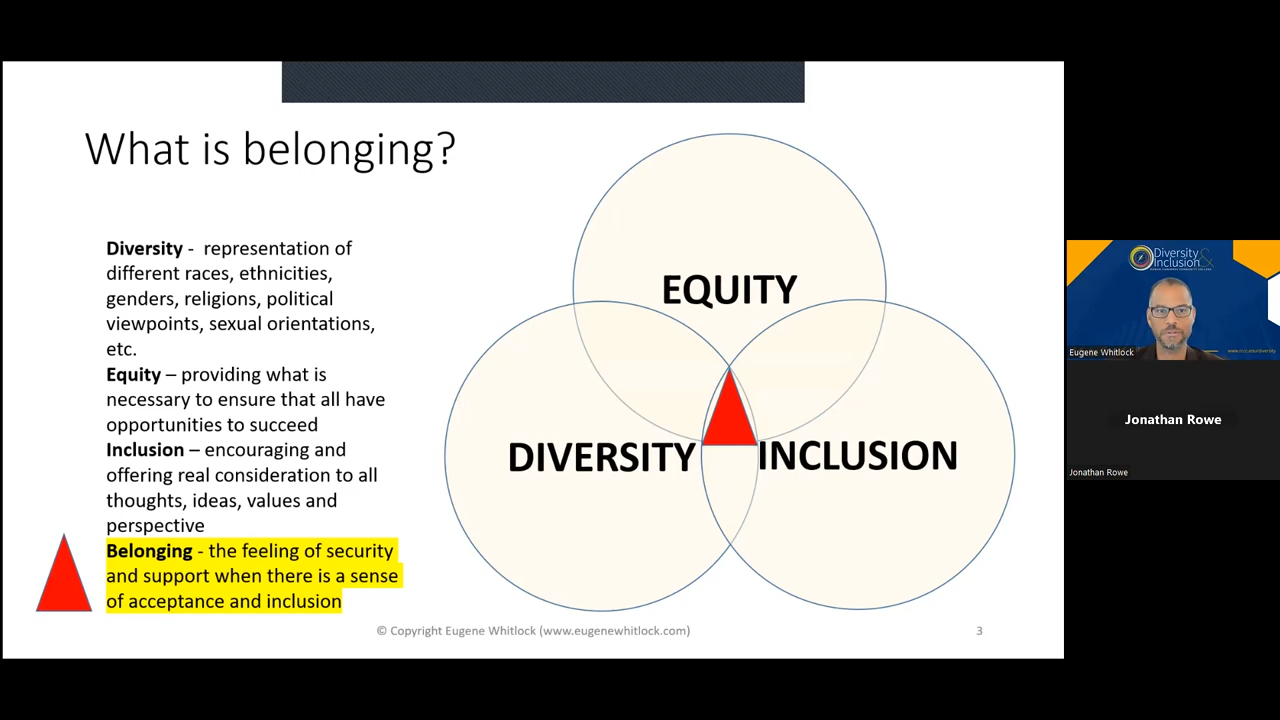 What is belonging?
Diversity - representation of
different races, ethnicities,
genders, religions, political
viewpoints, sexual orientations,
etc.
Equity – providing what is
necessary to ensure that all have
opportunities to succeed
Inclusion – encouraging and
offering real consideration to all
thoughts, ideas, values and
perspective
Belonging - the feeling of security
and support when there is a sense
of acceptance and inclusion
EQUITY
DIVERSITY
INCLUSION
© Copyright Eugene Whitlock (www.eugenewhitlock.com)
3
Diversity &
Inclusion
Eugene Whitlock
Jonathan Rowe
Jonathan Rowe